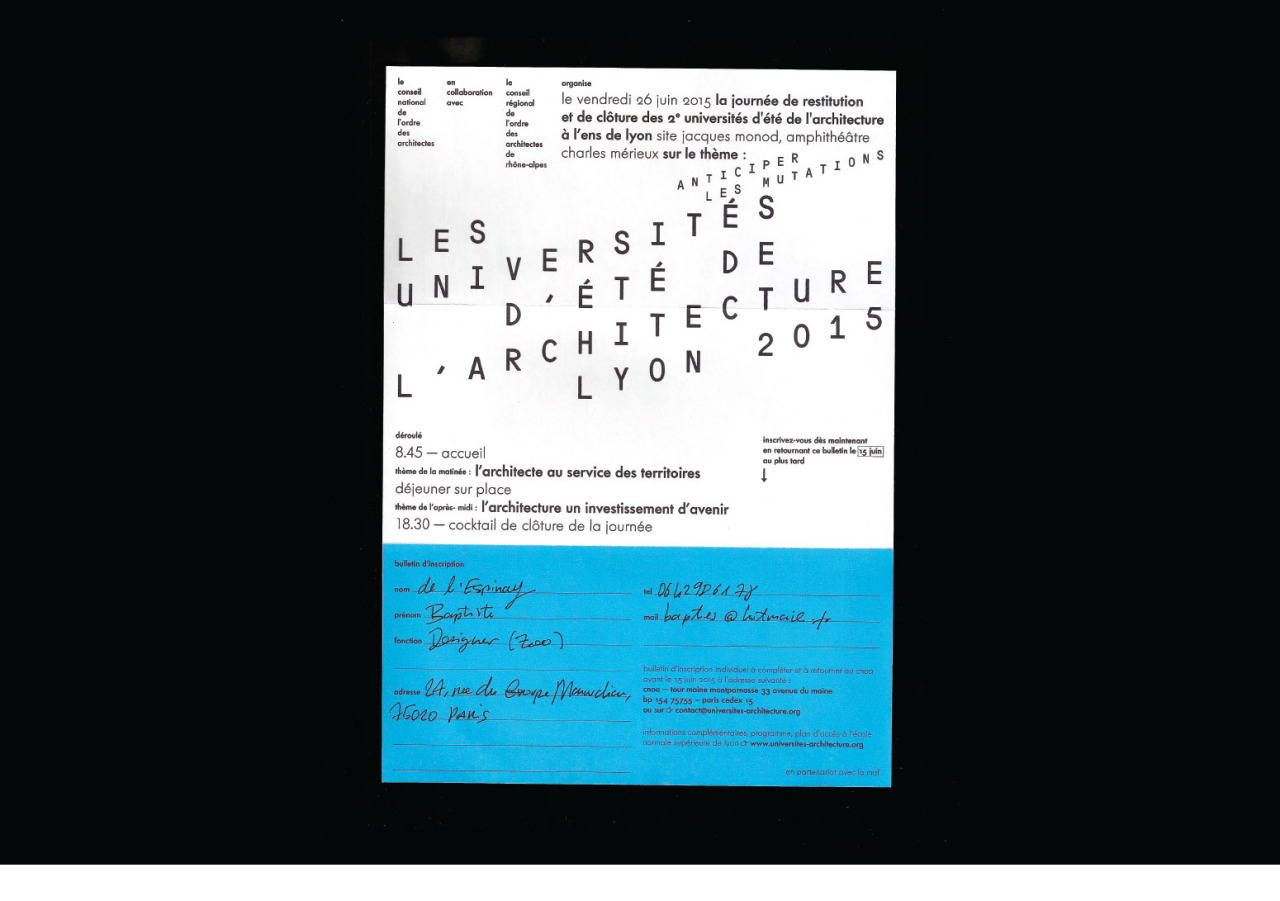 le
conseil
national
de
l'ordre
des
architectes
en
collaboration
avec
le
conseil
régional
de
l'ordre
des
architectes
de
rhône-alpes
organise
le vendredi 26 juin 2015 la journée de restitution
et de clôture des 2e universités d'été de l'architecture
à l'ens de lyon site jacques monod, amphithéâtre
charles mérieux sur le thème :
ANTICIPER
LES MUTATIONS
LES
UNIVERSITÉS
D'ÉTÉ DE
L'ARCHITECTURE
LYON 2015
déroulé
8.45 — accueil
thème de la matinée : l'architecte au service des territoires
déjeuner sur place
thème de l'après- midi : l'architecture un investissement d'avenir
18.30 — cocktail de clôture de la journée
inscrivez-vous dès maintenant
en retournant ce bulletin le 15 juin
au plus tard
↓
bulletin d'inscription
nom de l'Espinay
prénom Baptiste
fonction Designer
adresse 2A, rue du
75020 PARIS
tel
mail baptes@hotmail.fr
bulletin d'inscription individuel à compléter et à retourner au cnoa
avant le 15 juin 2015 à l'adresse suivante :
cnoa — tour maine montparnasse 33 avenue du maine
bp 154 75755 – paris cedex 15
ou sur ☞ contact@universites-architecture.org
informations complémentaires, programme, plan d'accès à l'école
normale supérieure de lyon ☞ www.universites-architecture.org
en partenariat avec la maf